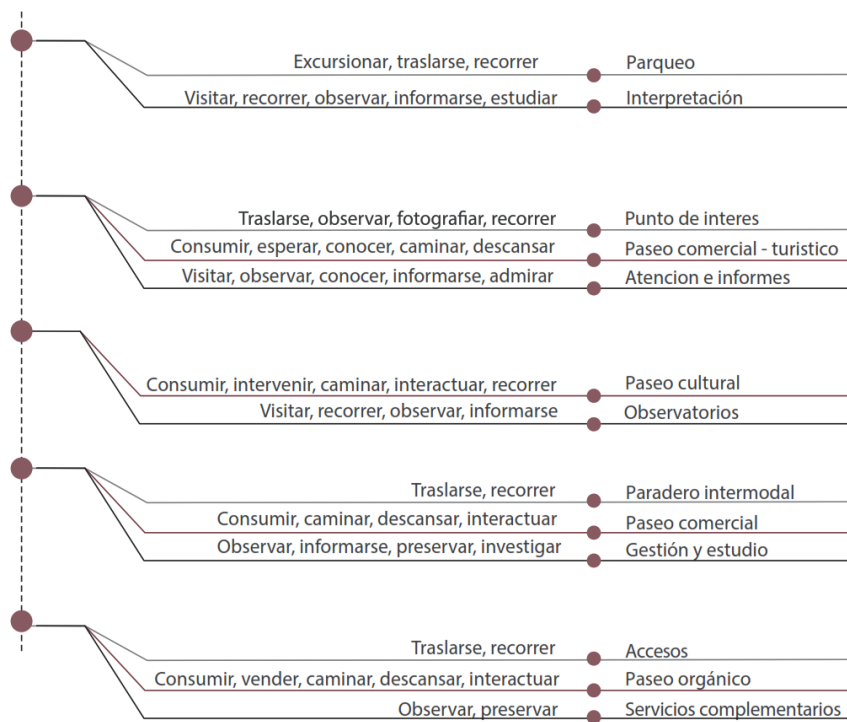 Excursionar, traslarse, recorrer Parqueo
Visitar, recorrer, observar, informarse, estudiar Interpretación
Traslarse, observar, fotografiar, recorrer Punto de interes
Consumir, esperar, conocer, caminar, descansar Paseo comercial - turistico
Visitar, observar, conocer, informarse, admirar Atencion e informes
Consumir, intervenir, caminar, interactuar, recorrer Paseo cultural
Visitar, recorrer, observar, informarse Observatorios
Traslarse, recorrer Paradero intermodal
Consumir, caminar, descansar, interactuar Paseo comercial
Observar, informarse, preservar, investigar Gestión y estudio
Traslarse, recorrer Accesos
Consumir, vender, caminar, descansar, interactuar Paseo orgánico
Observar, preservar Servicios complementarios